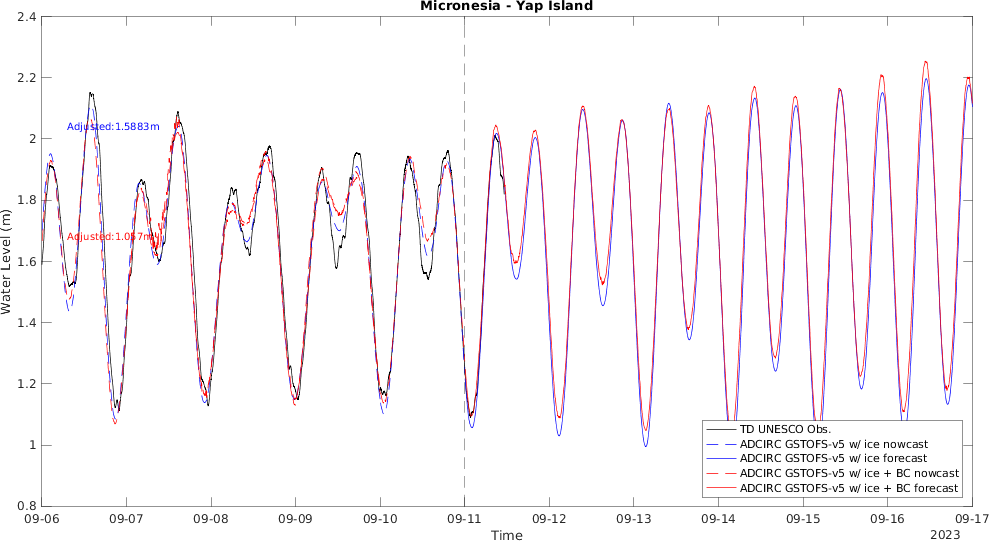 Micronesia - Yap Island
2.4
2.2
2
1.8
1.6
1.4
1.2
1
0.8
Water Level (m)
Adjusted:1.5883m
Adjusted:1.057m
TD UNESCO Obs.
ADCIRC GSTOFS-v5 w/ ice nowcast
ADCIRC GSTOFS-v5 w/ ice forecast
ADCIRC GSTOFS-v5 w/ ice + BC nowcast
ADCIRC GSTOFS-v5 w/ ice + BC forecast
09-06 09-07 09-08 09-09 09-10 09-11 09-12 09-13 09-14 09-15 09-16 09-17
Time
2023